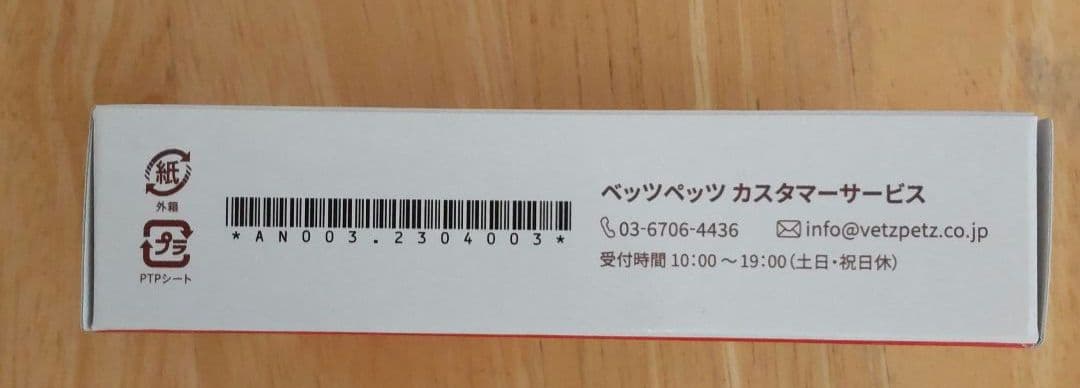 紙
外箱
プラ
PTPシート
*AN003.2304003*
ベッツペッツ カスタマーサービス
03-6706-4436 info@vetzpetz.co.jp
受付時間 10:00 ～19:00(土日・祝日休)